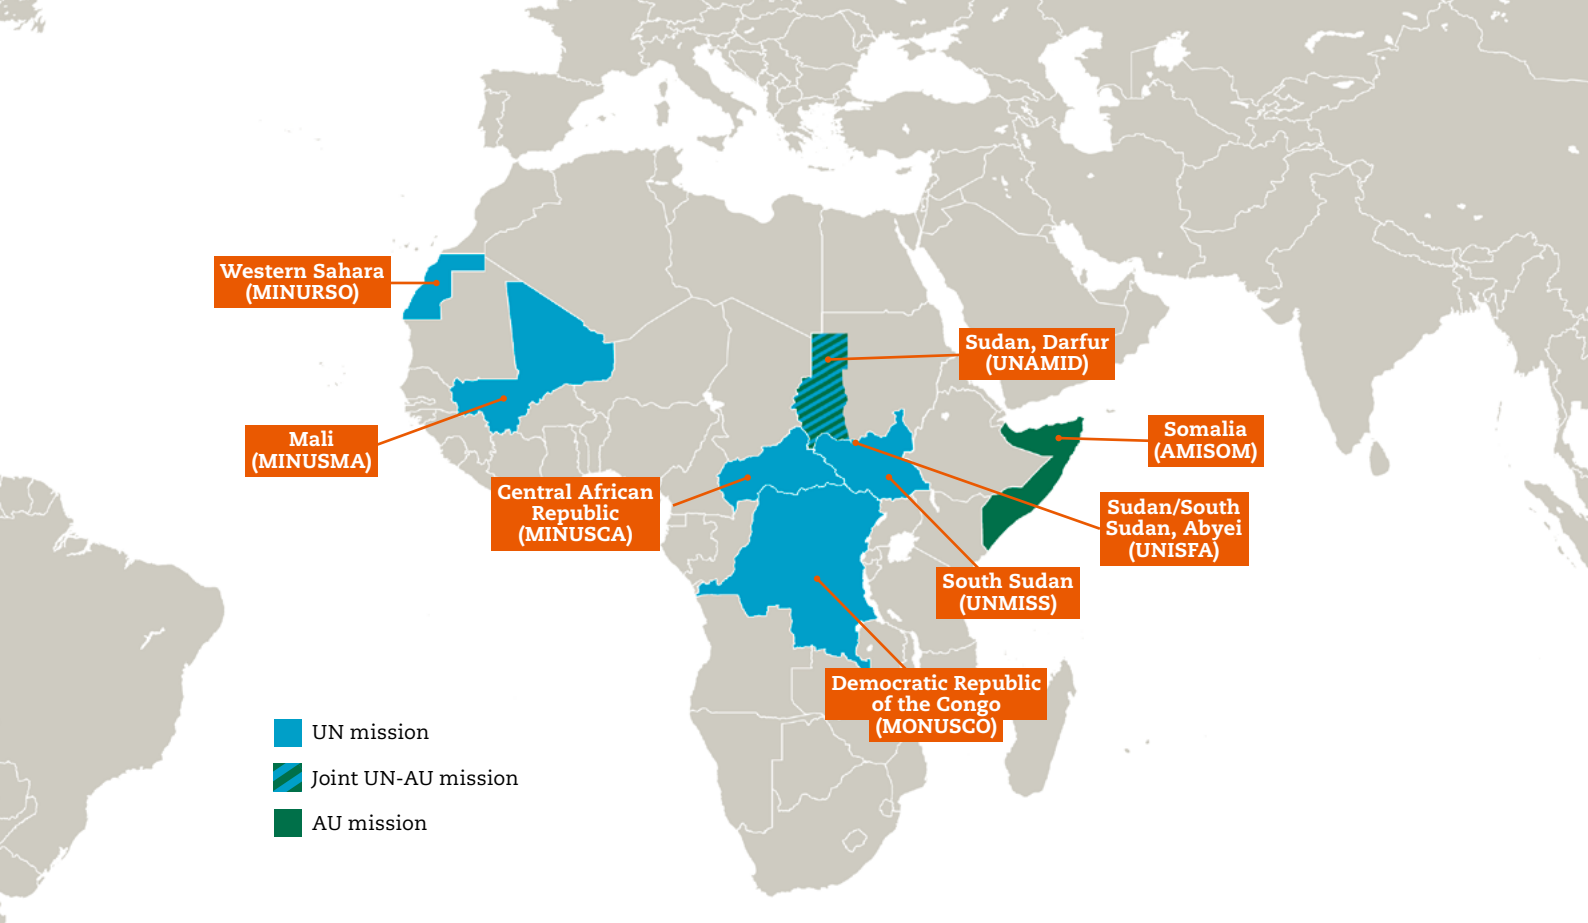 Western Sahara
(MINURSO)
Sudan, Darfur
(UNAMID)
Mali
(MINUSMA)
Somalia
(AMISOM)
Central African
Republic
(MINUSCA)
Sudan/South
Sudan, Abyei
(UNISFA)
South Sudan
(UNMISS)
Democratic Republic
of the Congo
(MONUSCO)
UN mission
Joint UN-AU mission
AU mission